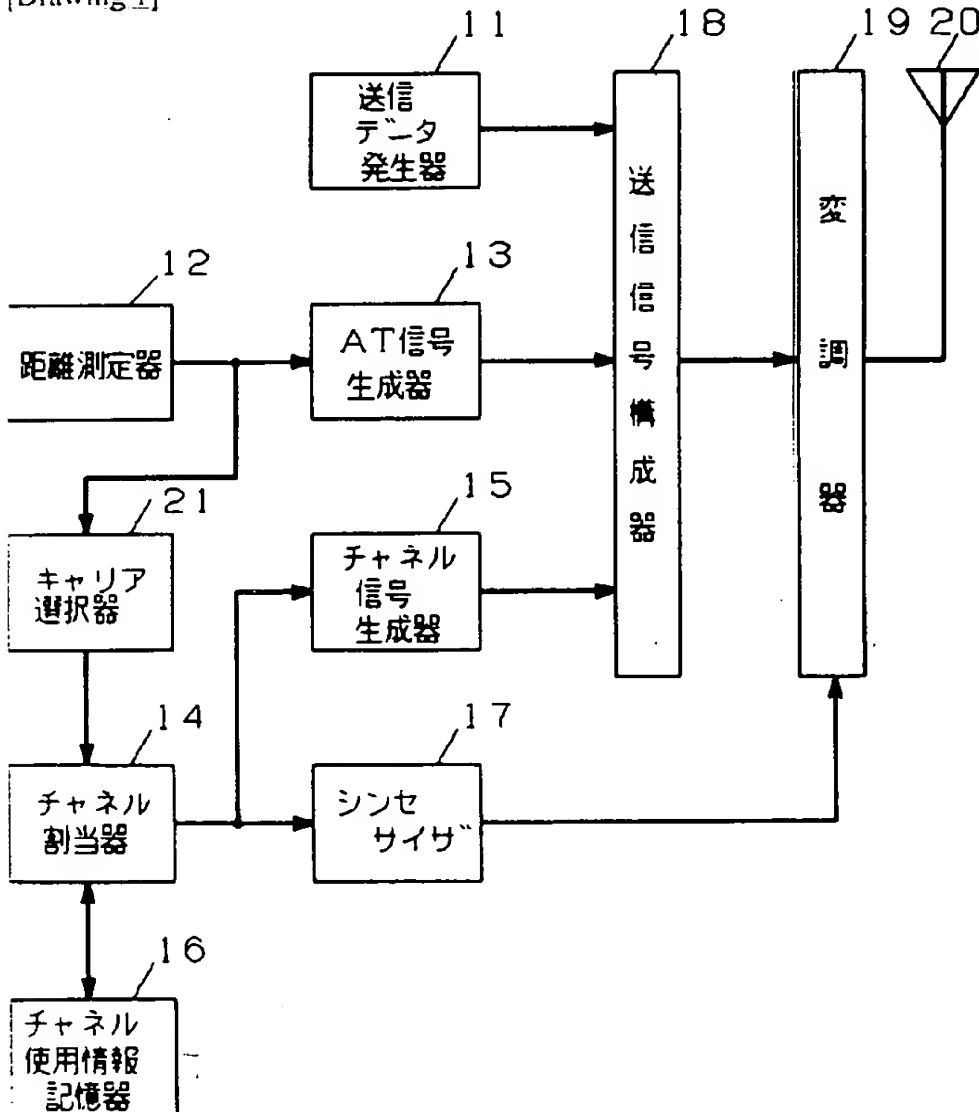 [Drawing 1]
11
18
19
20
送信
データ
発生器
送信信号構成器
変調器
12
13
距離測定器
AT信号
生成器
21
15
キャリア
選択器
チャネル
信号
生成器
14
17
チャネル
割当器
シンセ
サイザ
16
チャネル
使用情報
記憶器